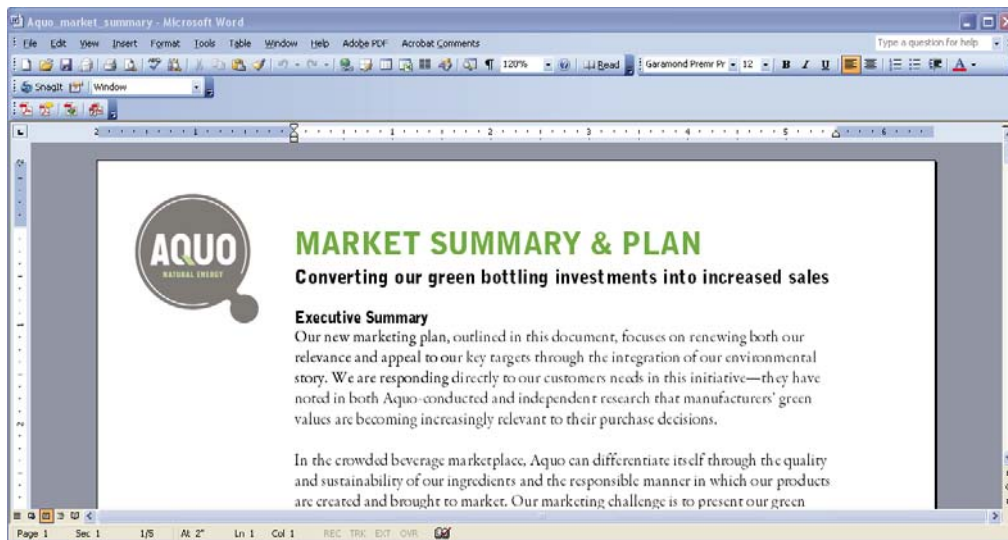 Aquo_market_summary - Microsoft Word
File Edit View Insert Format Tools Table Window Help Adobe PDF Acrobat Comments Type a question for help
120% Read Garamond Premr Pr 12 B I U A
SnagIt Window
2 1 1 2 3 4 5 6
AQUO
NATURAL ENERGY
MARKET SUMMARY & PLAN
Converting our green bottling investments into increased sales
Executive Summary
Our new marketing plan, outlined in this document, focuses on renewing both our
relevance and appeal to our key targets through the integration of our environmental
story. We are responding directly to our customers needs in this initiative—they have
noted in both Aquo-conducted and independent research that manufacturers' green
values are becoming increasingly relevant to their purchase decisions.
In the crowded beverage marketplace, Aquo can differentiate itself through the quality
and sustainability of our ingredients and the responsible manner in which our products
are created and brought to market. Our marketing challenge is to present our green
Page 1 Sec 1 1/5 At 2" Ln 1 Col 1 REC TRK EXT OVR